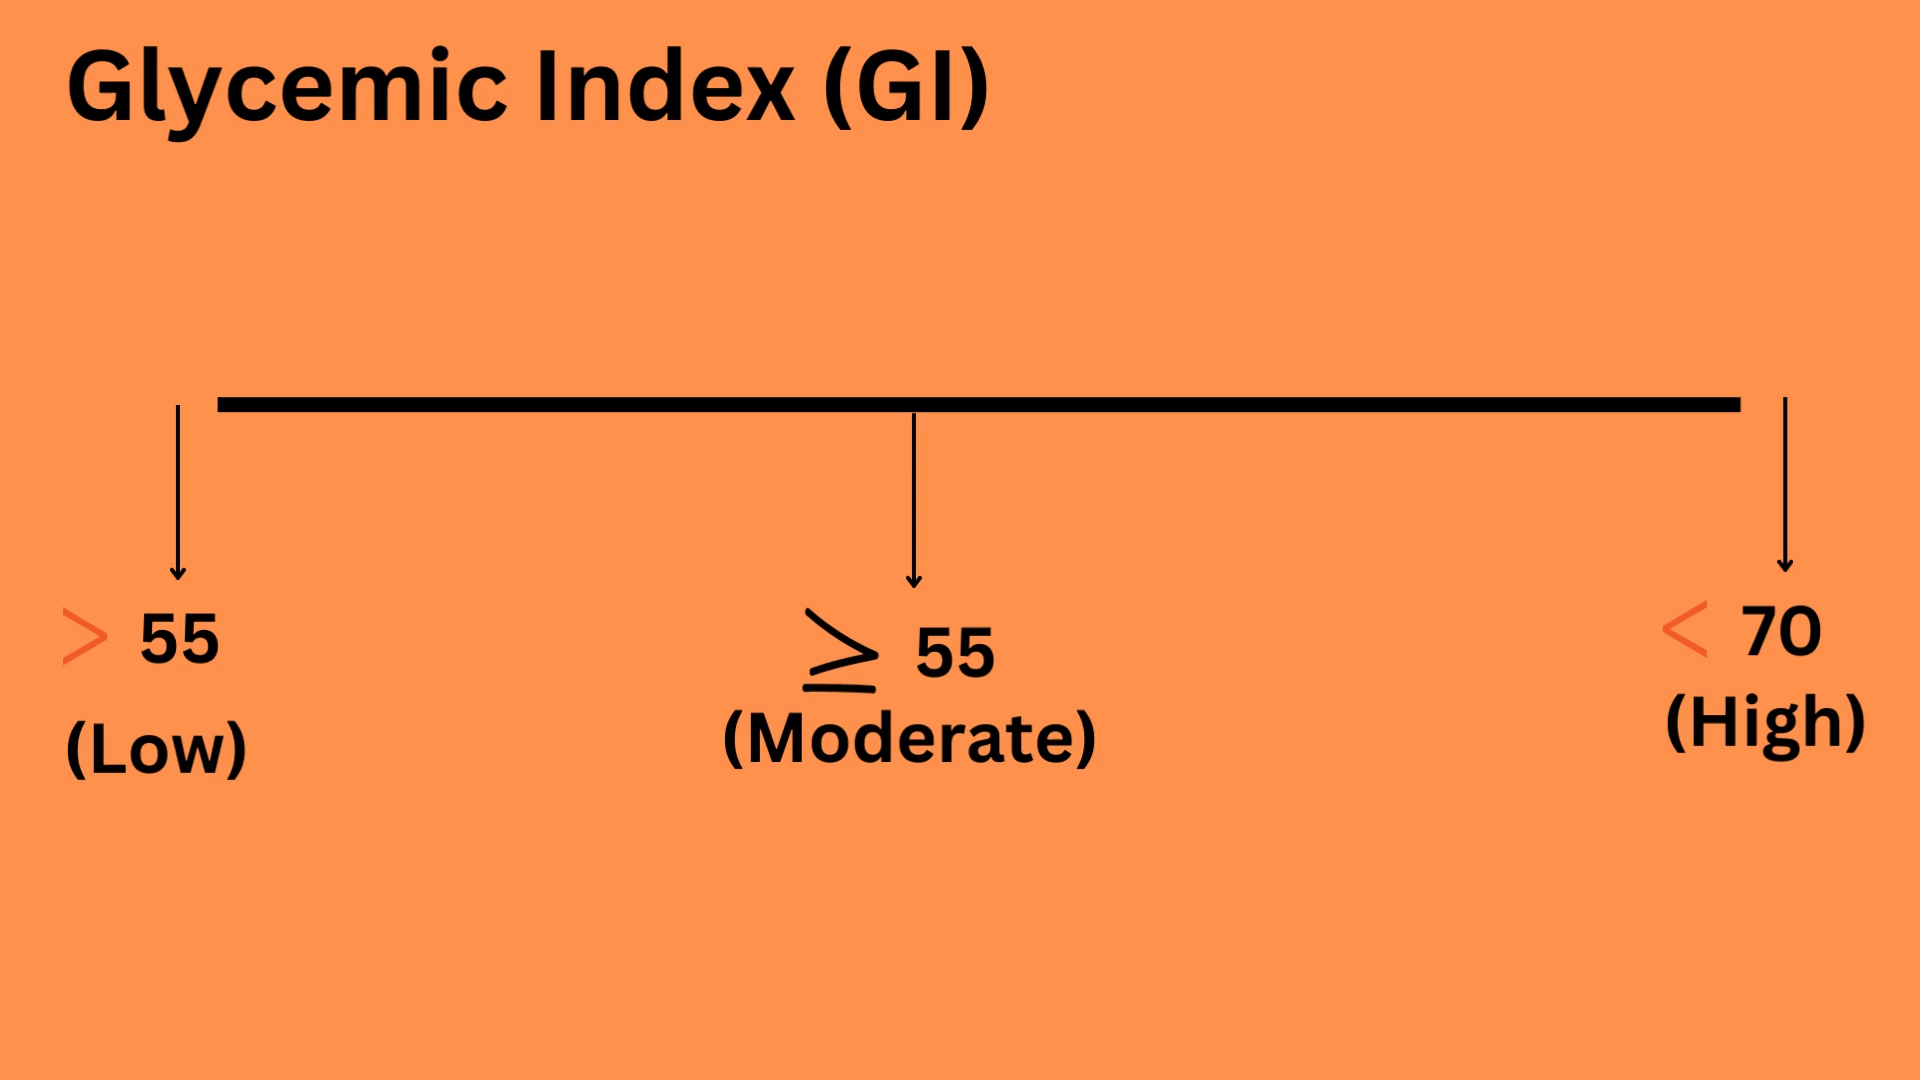 Glycemic Index (GI)
> 55
(Low)
≥ 55
(Moderate)
< 70
(High)